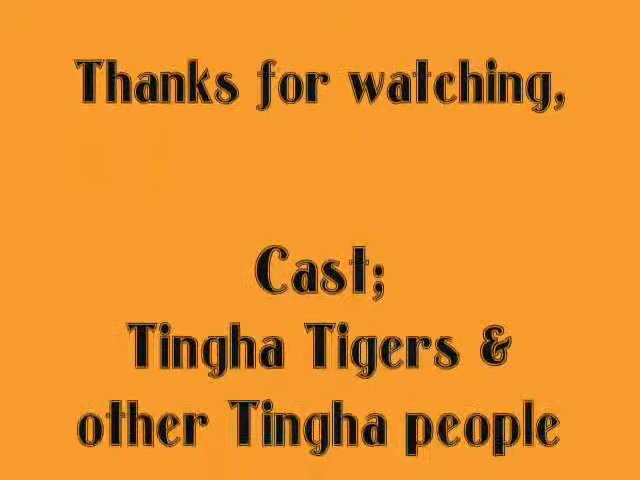 Thanks for watching,
Cast;
Tingha Tigers &
other Tingha people